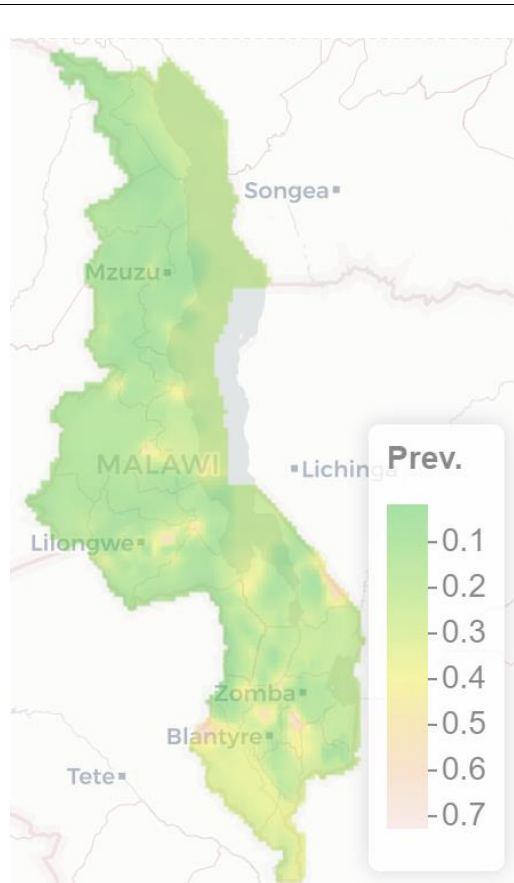 Songea
Mzuzu
MALAWI
Lichinga
Prev.
0.1
Lilongwe
0.2
0.3
0.4
Zomba
0.5
Blantyre
0.6
Tete
0.7